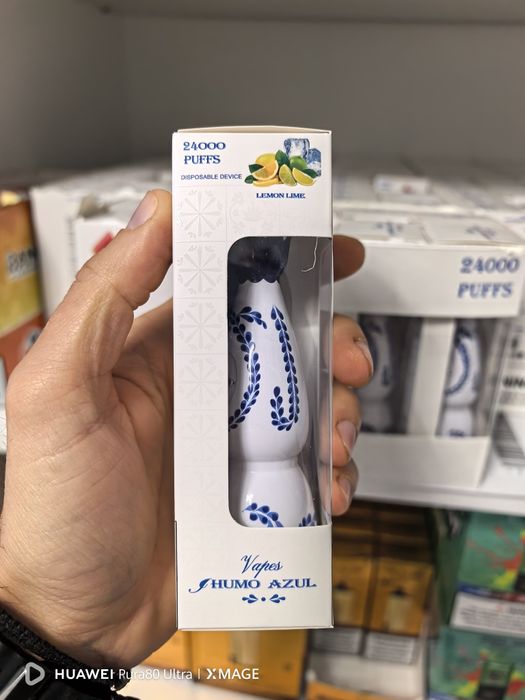 24000
PUFFS
DISPOSABLE DEVICE
LEMON LIME
24000
PUFFS
Vapes
HUMO AZUL
HUAWEI Pura80 Ultra | XMAGE